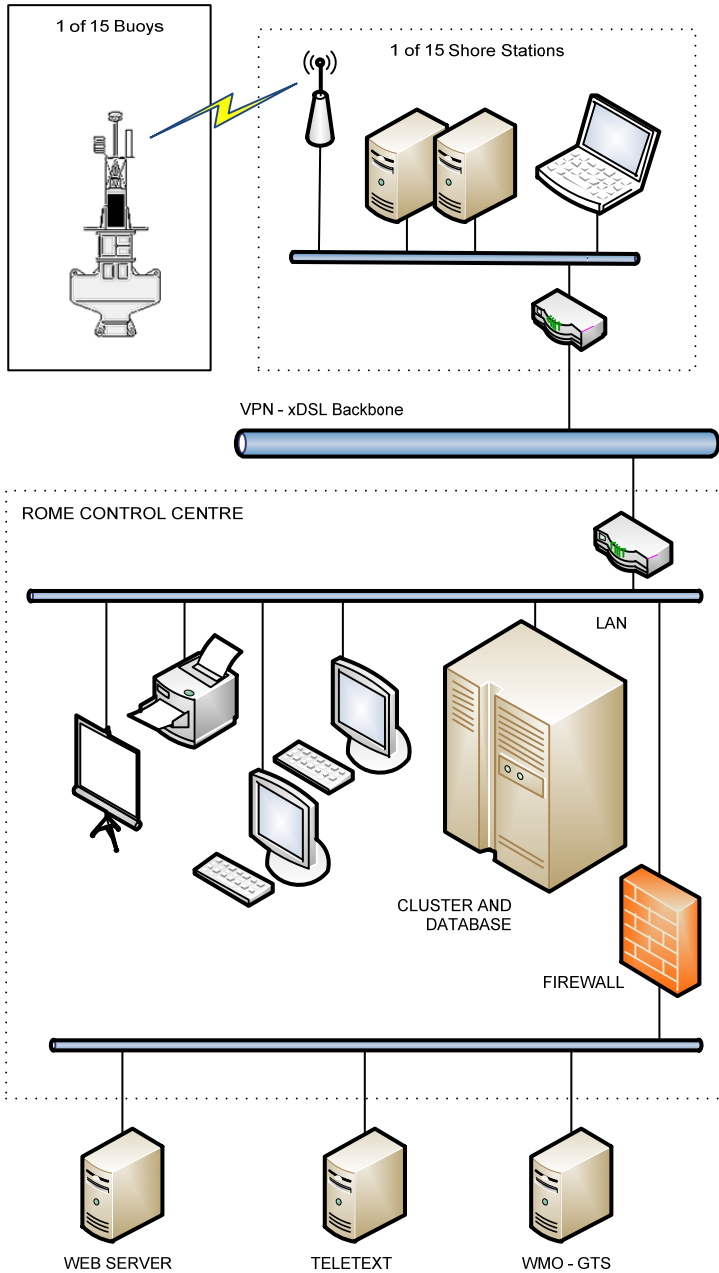 1 of 15 Buoys
1 of 15 Shore Stations
VPN - xDSL Backbone
ROME CONTROL CENTRE
LAN
CLUSTER AND
DATABASE
FIREWALL
WEB SERVER
TELETEXT
WMO - GTS